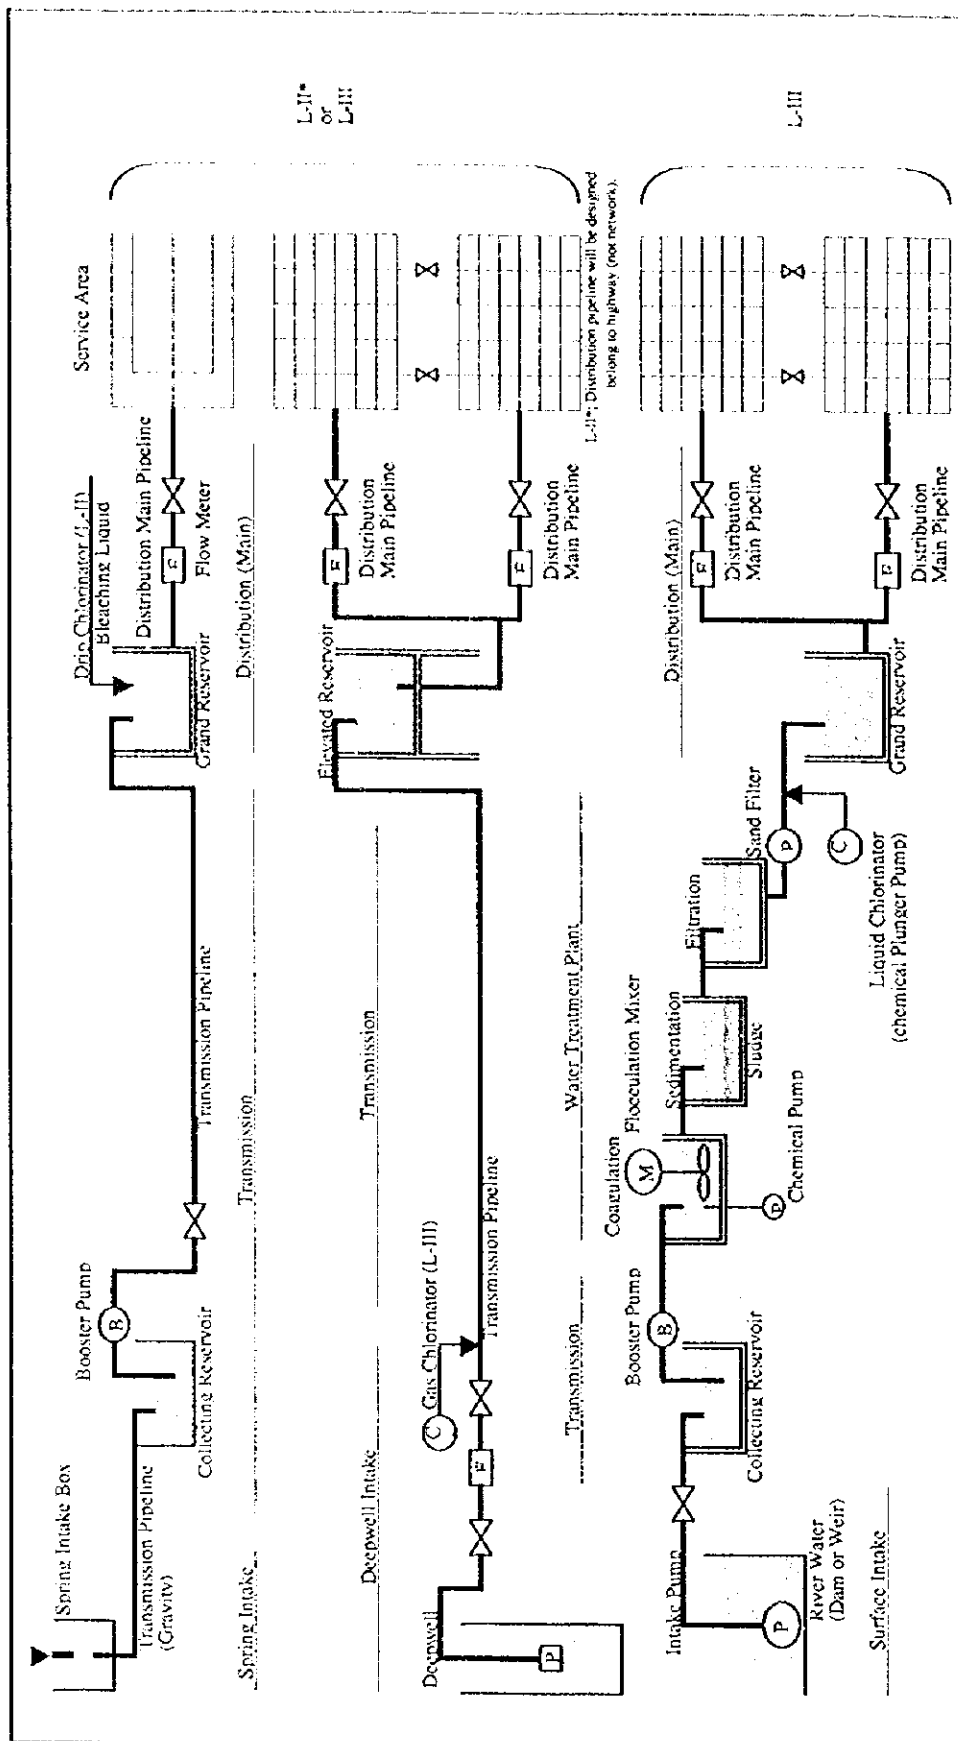 Spring Intake Box
Transmission Pipeline
(Gravity)
Booster Pump
B
Collecting Reservoir
Transmission Pipeline
Drip Chlorinator (L-II)
Bleaching Liquid
Grand Reservoir
Distribution Main Pipeline
F
Flow Meter
Service Area
Spring Intake
Transmission
Distribution (Main)
Deepwell
P
F
C
Gas Chlorinator (L-III)
Transmission Pipeline
Elevated Reservoir
F
Distribution
Main Pipeline
F
Distribution
Main Pipeline
L-II*
or
L-III
Deepwell Intake
Transmission
L-II*; Distribution pipeline will be designed
belong to highway (not network).
Intake Pump
P
River Water
(Dam or Weir)
Collecting Reservoir
Booster Pump
B
Coagulation
Flocculation Mixer
M
P
Chemical Pump
Sedimentation
Sludge
Filtration
Sand Filter
P
C
Liquid Chlorinator
(chemical Plunger Pump)
Grand Reservoir
F
Distribution
Main Pipeline
F
Distribution
Main Pipeline
L-III
Surface Intake
Transmission
Water Treatment Plant
Distribution (Main)